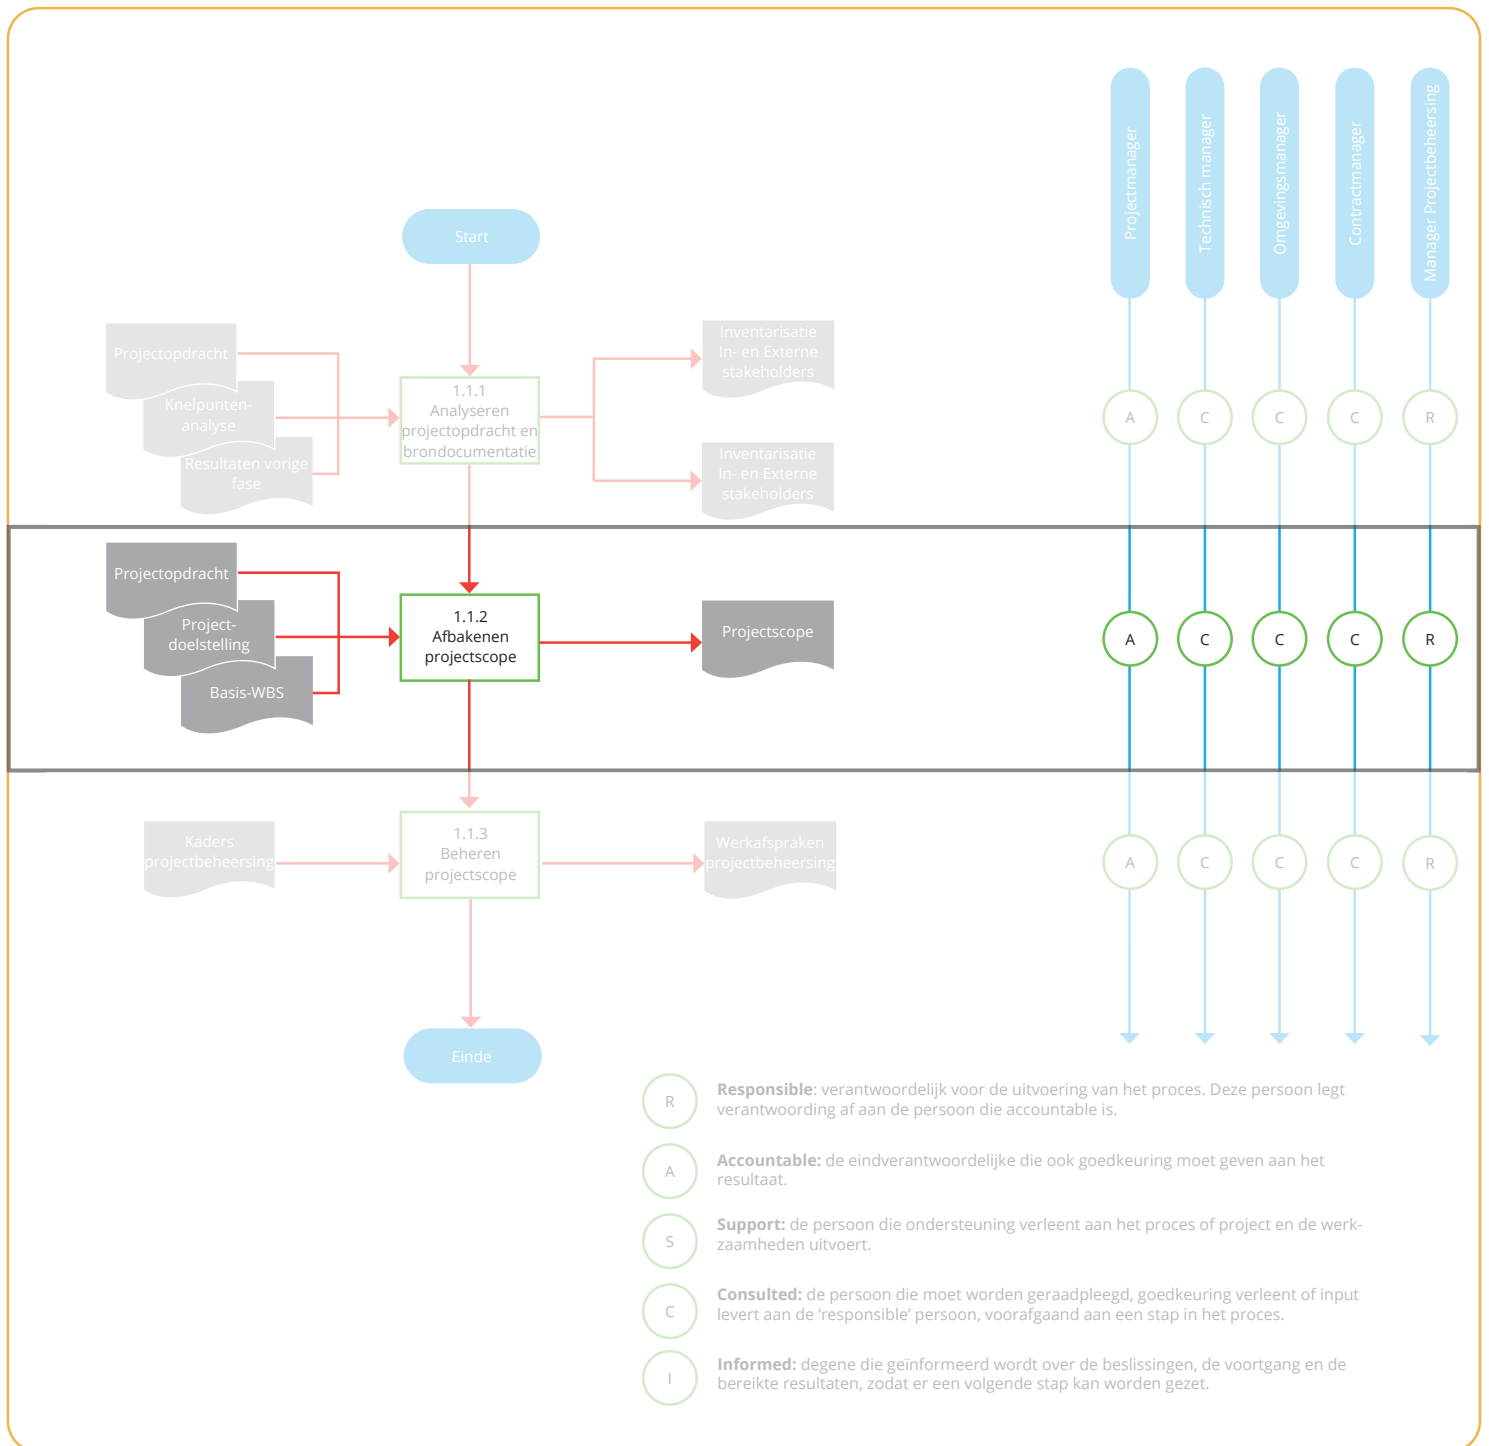 Projectmanager
Technisch manager
Omgevingsmanager
Contractmanager
Manager Projectbeheersing
Start
Projectopdracht
Knelpunten-
analyse
Resultaten vorige
fase
1.1.1
Analyseren
projectopdracht en
brondocumentatie
Inventarisatie
In- en Externe
stakeholders
Inventarisatie
In- en Externe
stakeholders
A
C
C
C
R
Projectopdracht
Project-
doelstelling
Basis-WBS
1.1.2
Afbakenen
projectscope
Projectscope
A
C
C
C
R
Kaders
projectbeheersing
1.1.3
Beheren
projectscope
Werkafspraken
projectbeheersing
A
C
C
C
R
Einde
R
Responsible: verantwoordelijk voor de uitvoering van het proces. Deze persoon legt
verantwoording af aan de persoon die accountable is.
A
Accountable: de eindverantwoordelijke die ook goedkeuring moet geven aan het
resultaat.
S
Support: de persoon die ondersteuning verleent aan het proces of project en de werk-
zaamheden uitvoert.
C
Consulted: de persoon die moet worden geraadpleegd, goedkeuring verleent of input
levert aan de ‘responsible’ persoon, voorafgaand aan een stap in het proces.
I
Informed: degene die geïnformeerd wordt over de beslissingen, de voortgang en de
bereikte resultaten, zodat er een volgende stap kan worden gezet.